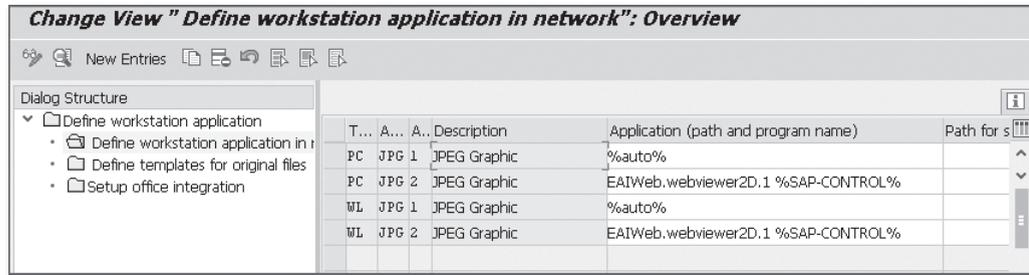 Change View " Define workstation application in network": Overview
New Entries
Dialog Structure
Define workstation application
Define workstation application in r
Define templates for original files
Setup office integration
T... A... A.. Description Application (path and program name) Path for s
PC JPG 1 JPEG Graphic %auto%
PC JPG 2 JPEG Graphic EAIWeb.webviewer2D.1 %SAP-CONTROL%
WL JPG 1 JPEG Graphic %auto%
WL JPG 2 JPEG Graphic EAIWeb.webviewer2D.1 %SAP-CONTROL%